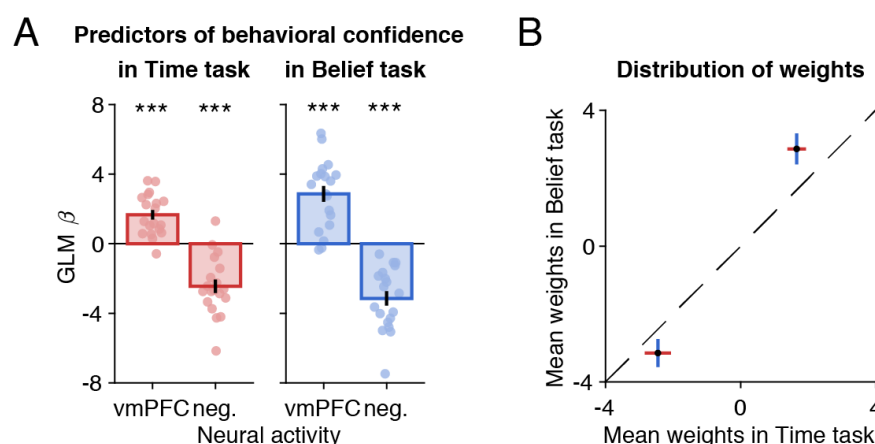 A
Predictors of behavioral confidence
in Time task
in Belief task
8
4
0
-4
-8
GLM β
*** ***
*** ***
vmPFC neg.
vmPFC neg.
Neural activity
B
Distribution of weights
4
0
-4
Mean weights in Belief task
-4 0 4
Mean weights in Time task